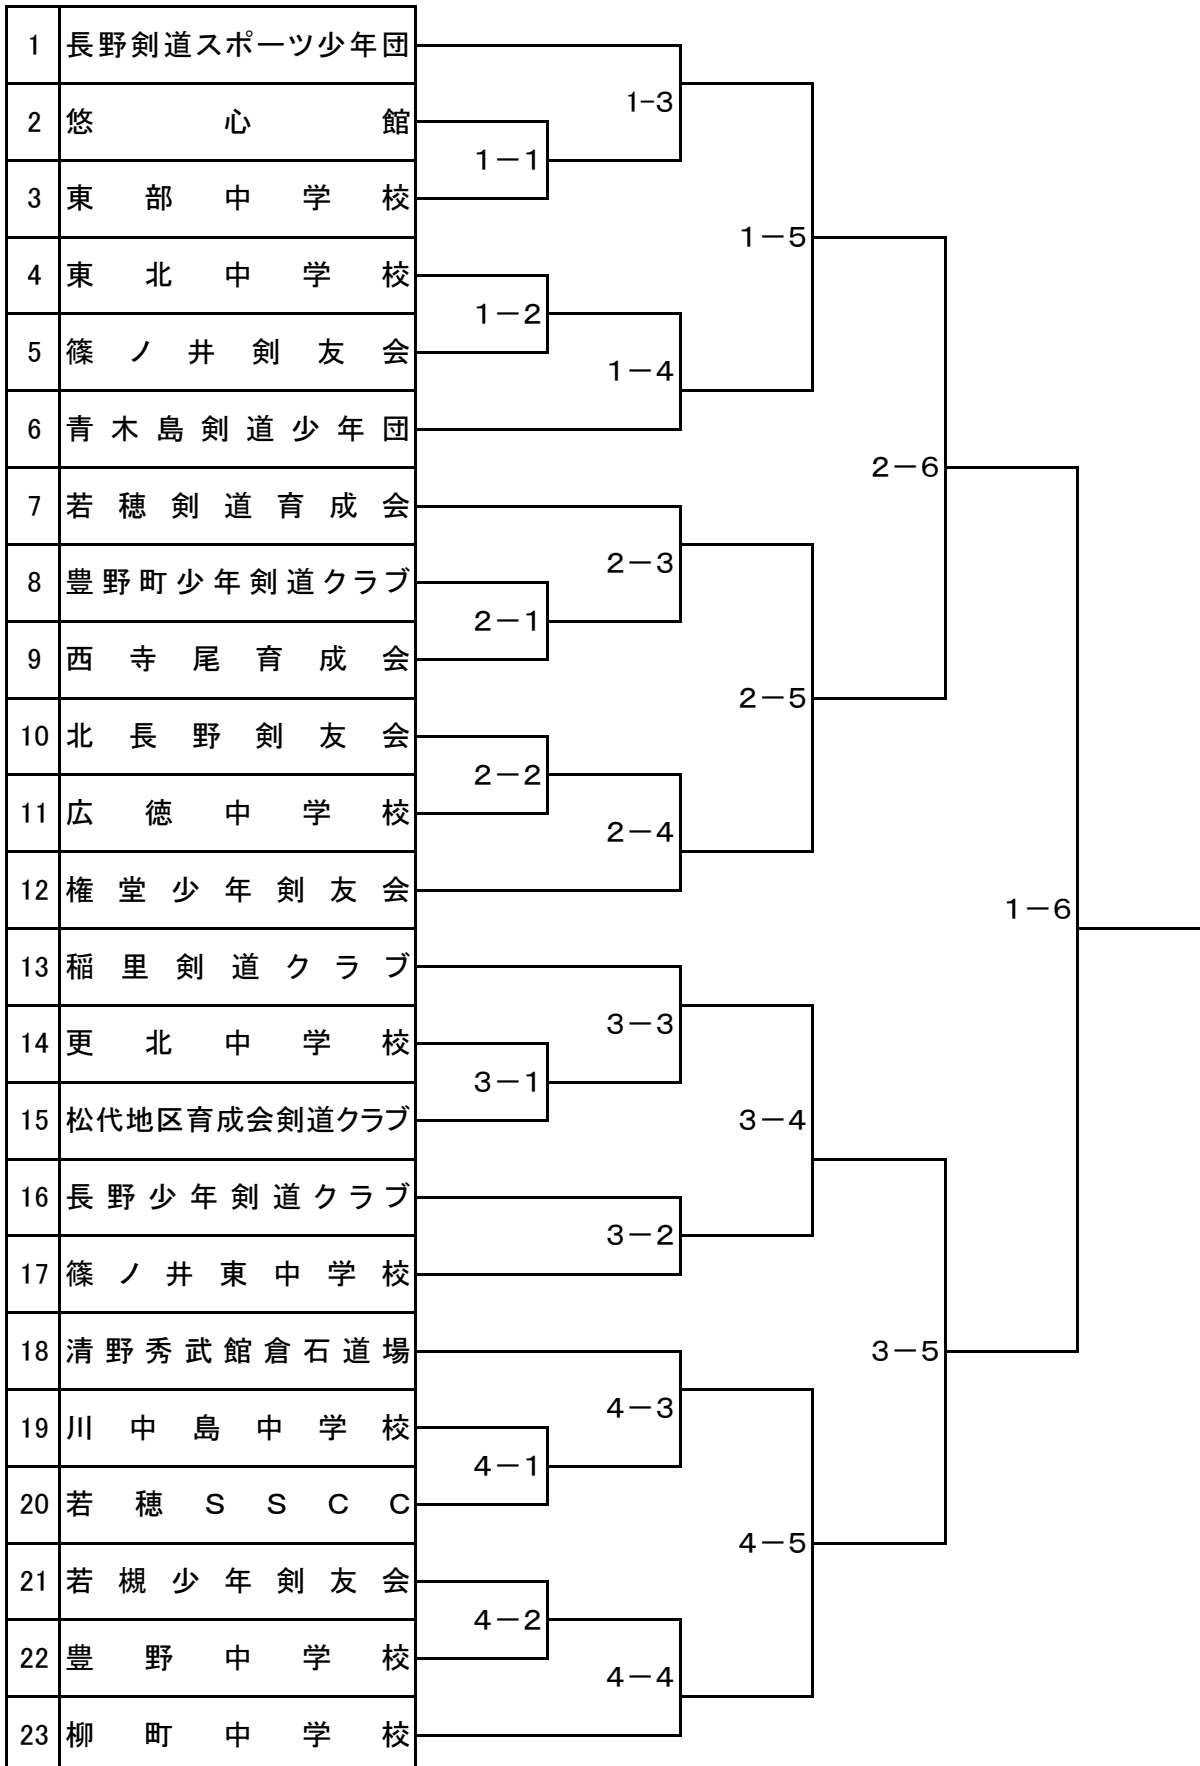 1 長野剣道スポーツ少年団
1-3
2 悠心館
1－1
3 東部中学校
1－5
4 東北中学校
1－2
5 篠ノ井剣友会
1－4
6 青木島剣道少年団
2－6
7 若穂剣道育成会
2－3
8 豊野町少年剣道クラブ
2－1
9 西寺尾育成会
2－5
10 北長野剣友会
2－2
11 広徳中学校
2－4
12 権堂少年剣友会
1－6
13 稲里剣道クラブ
3－3
14 更北中学校
3－1
15 松代地区育成会剣道クラブ
3－4
16 長野少年剣道クラブ
3－2
17 篠ノ井東中学校
18 清野秀武館倉石道場
3－5
4－3
19 川中島中学校
4－1
20 若穂ＳＳＣＣ
4－5
21 若槻少年剣友会
4－2
22 豊野中学校
4－4
23 柳町中学校